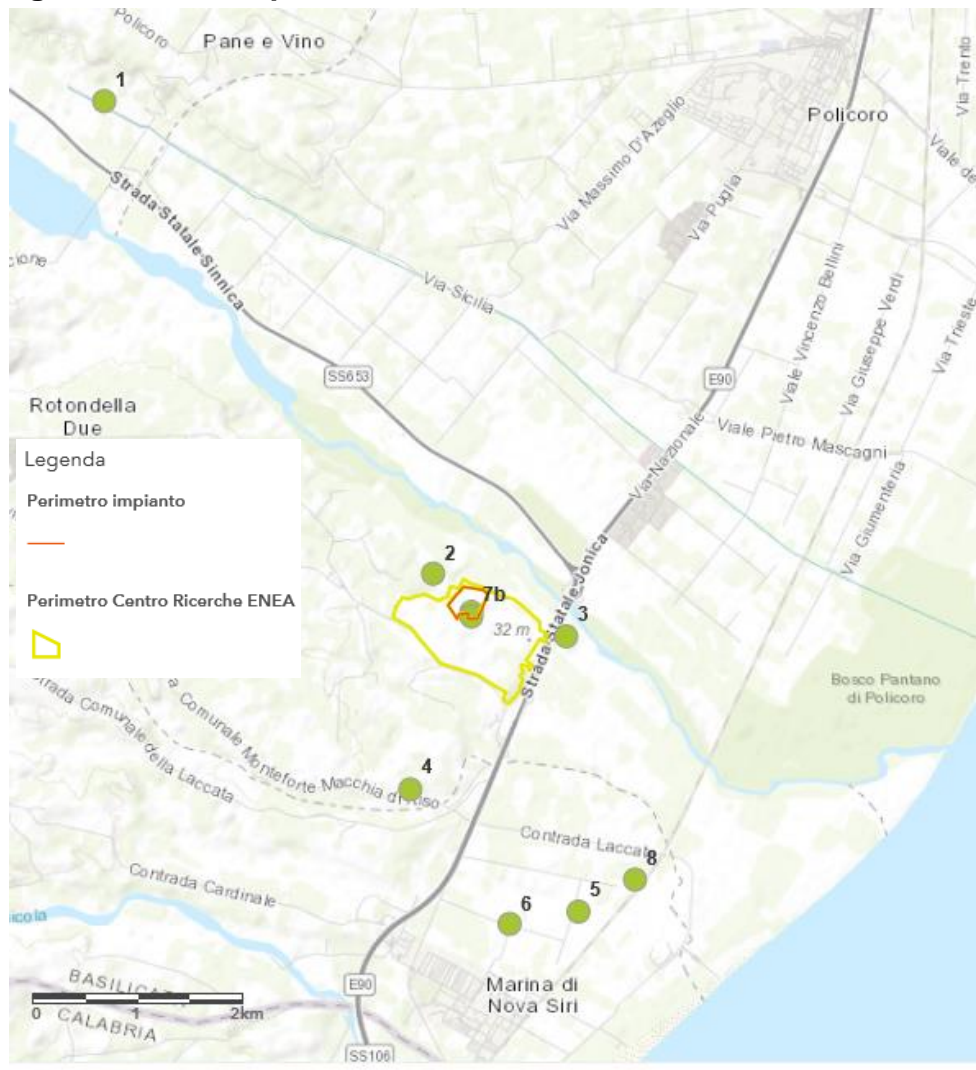 Policoro
Pane e Vino
1
Via Trento
Policoro
Via Massimo D'Azeglio
Strada Statale Sinnica
Via Puglia
Via Sicilia
Viale Vincenzo Bellini
Via Giuseppe Verdi
Via Trieste
SS653
E90
Rotondella
Due
Viale Pietro Mascagni
Via Nazionale
Via Giumenteria
Legenda
Perimetro impianto
Perimetro Centro Ricerche ENEA
2
7b
32 m
3
Strada Statale Jonica
Bosco Pantano
di Policoro
Comunale Monteforte Macchia di Riso
Strada Comunale della Laccata
4
Contrada Laccata
8
Contrada Cardinale
5
6
Marina di
Nova Siri
E90
BASILICATA
CALABRIA
0 1 2km
SS106